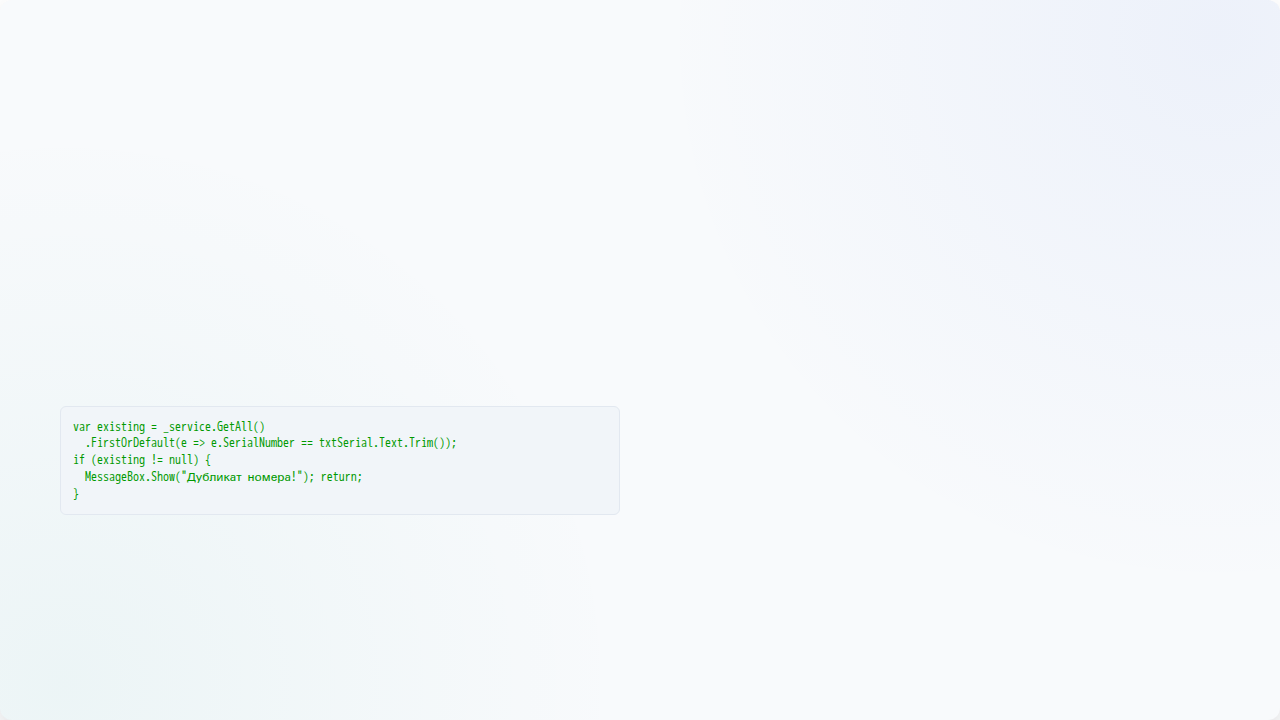 var existing = _service.GetAll()
  .FirstOrDefault(e => e.SerialNumber == txtSerial.Text.Trim());
if (existing != null) {
  MessageBox.Show("Дубликат номера!"); return;
}